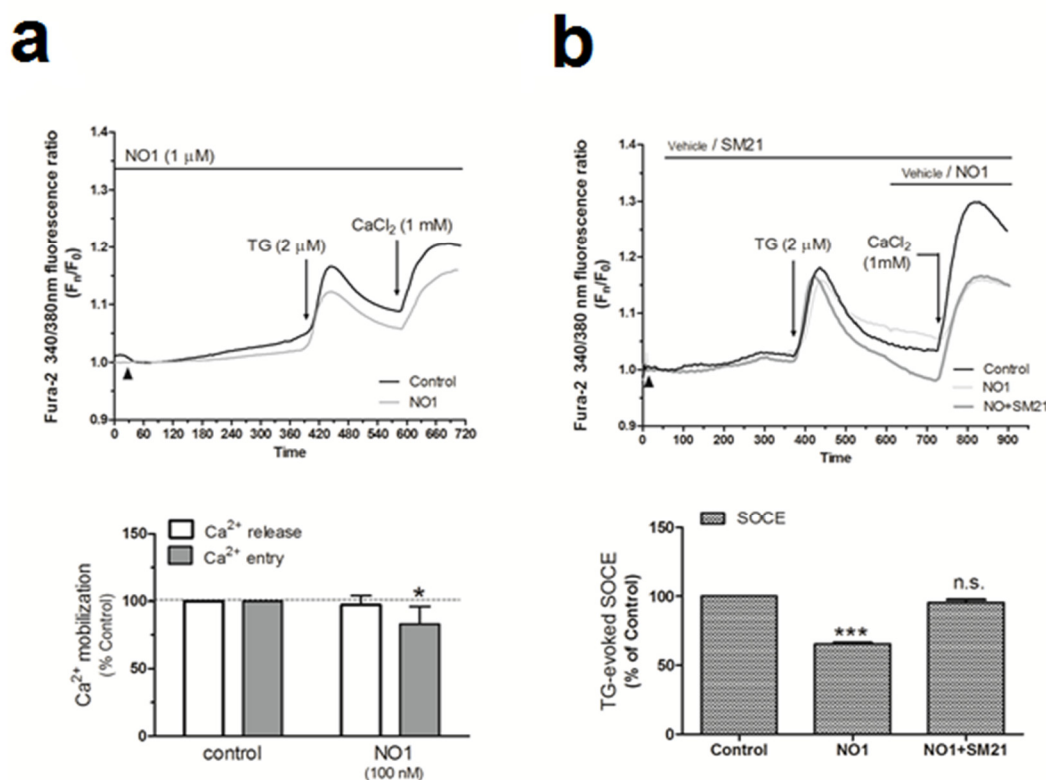 a
b
Fura-2 340/380nm fluorescence ratio
(Fn/F0)
1.4
1.3
1.2
1.1
1.0
0.9
NO1 (1 µM)
TG (2 µM)
CaCl2 (1 mM)
Control
NO1
0 60 120 180 240 300 360 420 480 540 600 660 720
Time
Fura-2 340/380 nm fluorescence ratio
(Fn/F0)
1.4
1.3
1.2
1.1
1.0
0.9
Vehicle / SM21
Vehicle / NO1
TG (2 µM)
CaCl2
(1mM)
Control
NO1
NO+SM21
0 100 200 300 400 500 600 700 800 900
Time
Ca2+ mobilization
(% Control)
150
100
50
0
Ca2+ release
Ca2+ entry
*
control
NO1
(100 nM)
TG-evoked SOCE
(% of Control)
150
100
50
0
SOCE
***
n.s.
Control
NO1
NO1+SM21